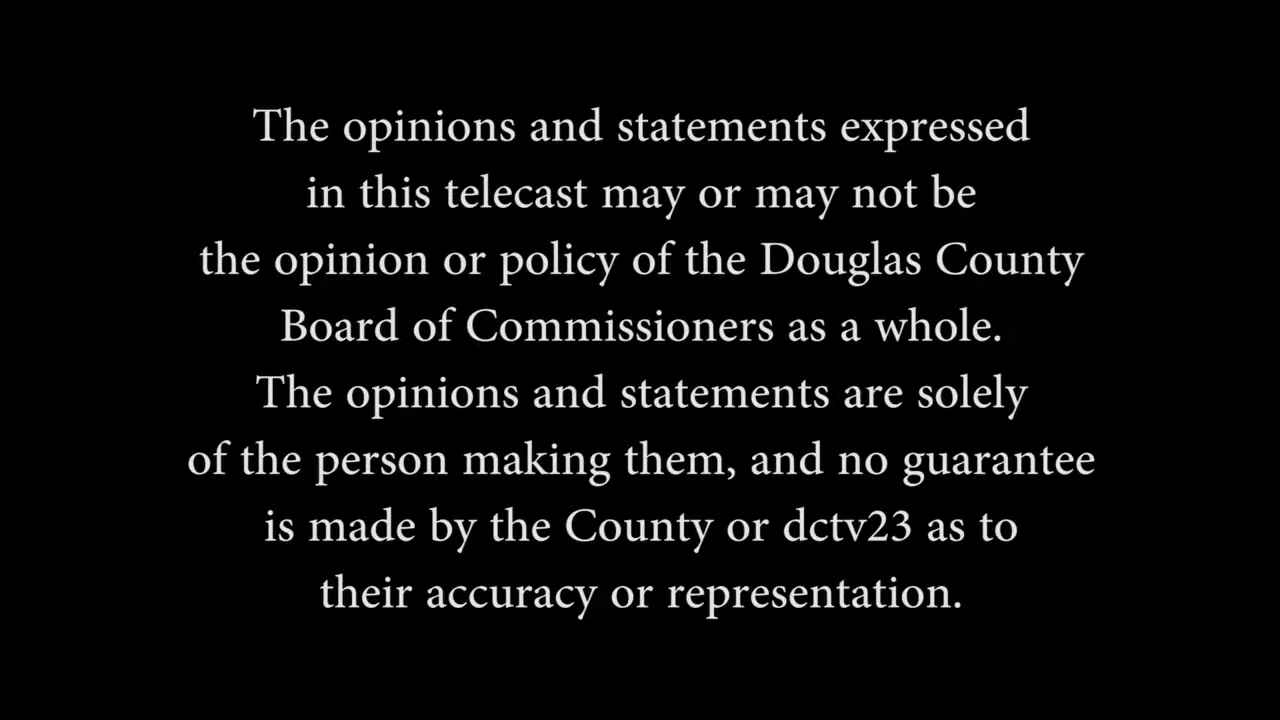 The opinions and statements expressed
in this telecast may or may not be
the opinion or policy of the Douglas County
Board of Commissioners as a whole.
The opinions and statements are solely
of the person making them, and no guarantee
is made by the County or dctv23 as to
their accuracy or representation.